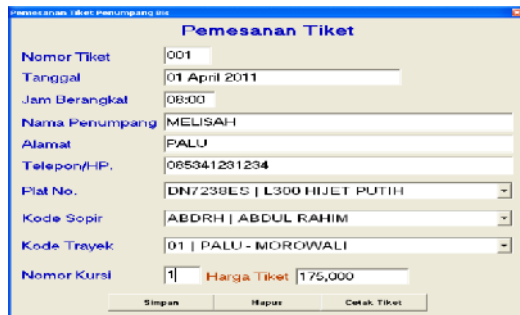 Pemesanan Tiket Penumpang Bis
Pemesanan Tiket
Nomor Tiket 001
Tanggal 01 April 2011
Jam Berangkat 08:00
Nama Penumpang MELISAH
Alamat PALU
Telepon/HP. 085341231234
Plat No. DN7238ES | L300 HIJET PUTIH
Kode Sopir ABDRH | ABDUL RAHIM
Kode Trayek 01 | PALU - MOROWALI
Nomor Kursi 1 Harga Tiket 175,000
Simpan Hapus Cetak Tiket